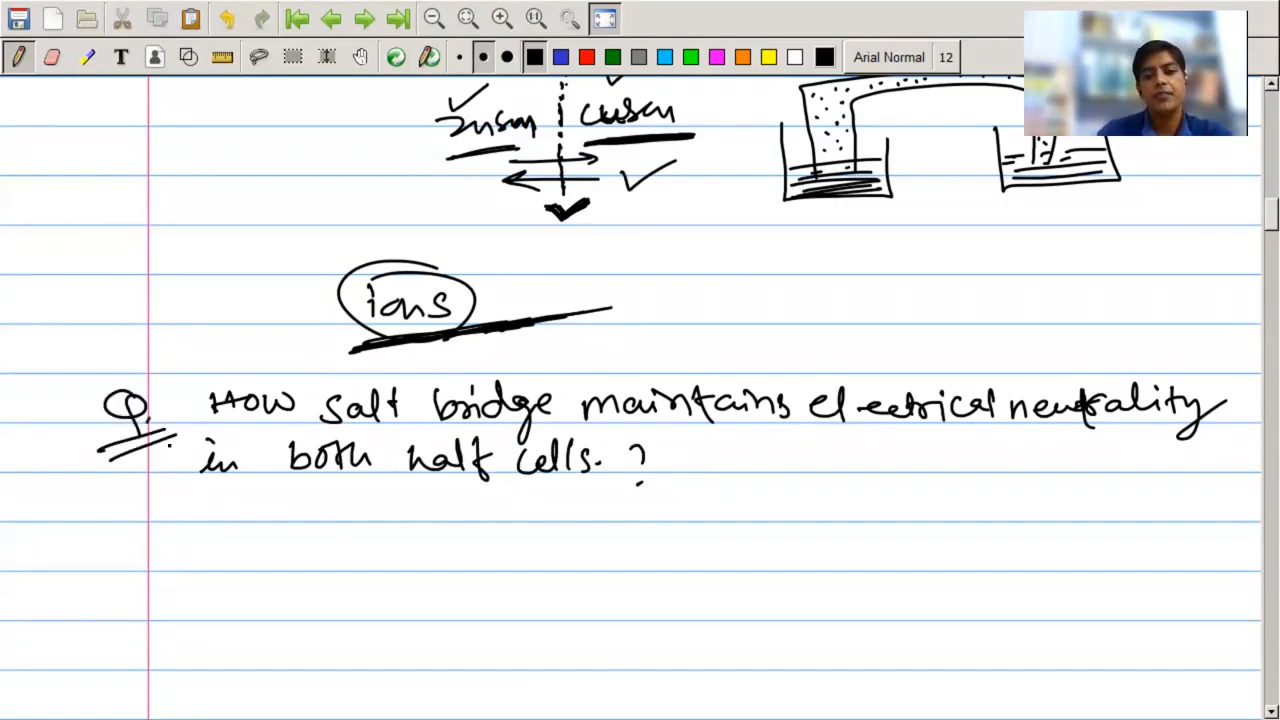 Arial Normal 12
ZnSO4 CuSO4
ions
Q. How salt bridge maintains electrical neutrality
in both half cells. ?